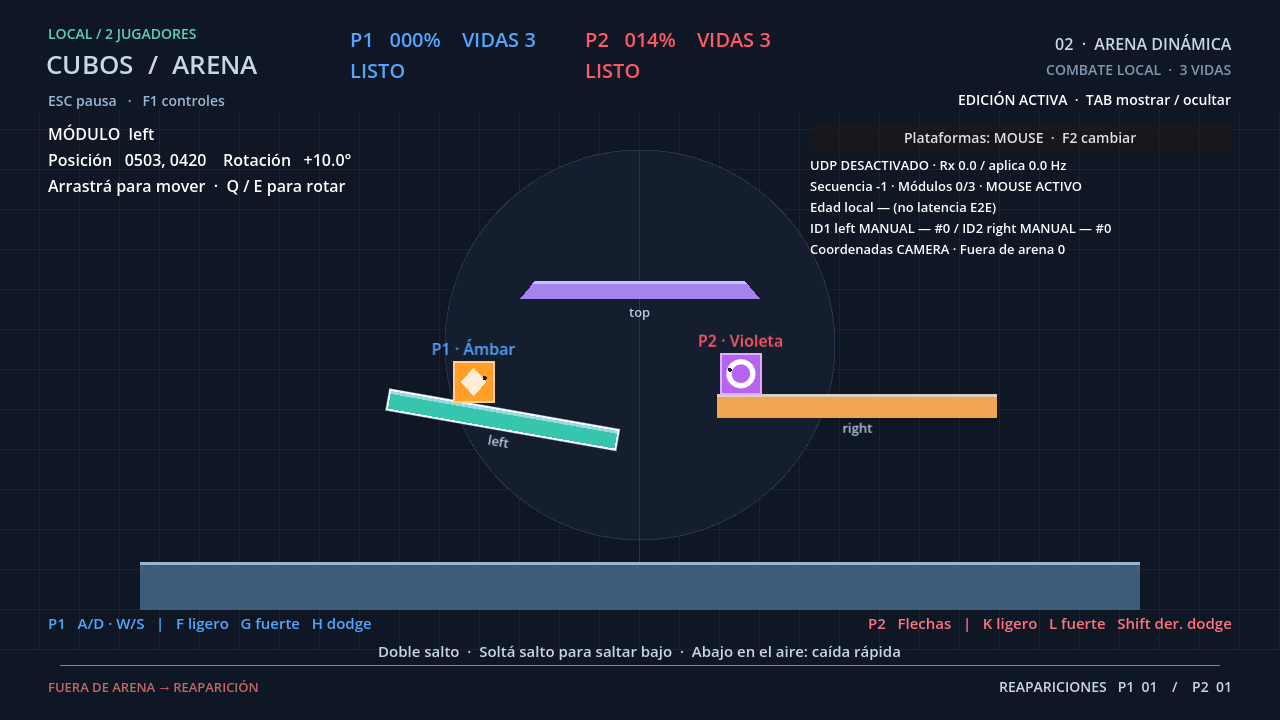 LOCAL / 2 JUGADORES
CUBOS / ARENA
ESC pausa · F1 controles
P1 000% VIDAS 3
LISTO
P2 014% VIDAS 3
LISTO
02 · ARENA DINÁMICA
COMBATE LOCAL · 3 VIDAS
EDICIÓN ACTIVA · TAB mostrar / ocultar
MÓDULO left
Posición 0503, 0420 Rotación +10.0°
Arrastrá para mover · Q / E para rotar
Plataformas: MOUSE · F2 cambiar
UDP DESACTIVADO · Rx 0.0 / aplica 0.0 Hz
Secuencia -1 · Módulos 0/3 · MOUSE ACTIVO
Edad local — (no latencia E2E)
ID1 left MANUAL — #0 / ID2 right MANUAL — #0
Coordenadas CAMERA · Fuera de arena 0
top
P1 · Ámbar
P2 · Violeta
left
right
P1 A/D · W/S | F ligero G fuerte H dodge
P2 Flechas | K ligero L fuerte Shift der. dodge
Doble salto · Soltá salto para saltar bajo · Abajo en el aire: caída rápida
FUERA DE ARENA → REAPARICIÓN
REAPARICIONES P1 01 / P2 01